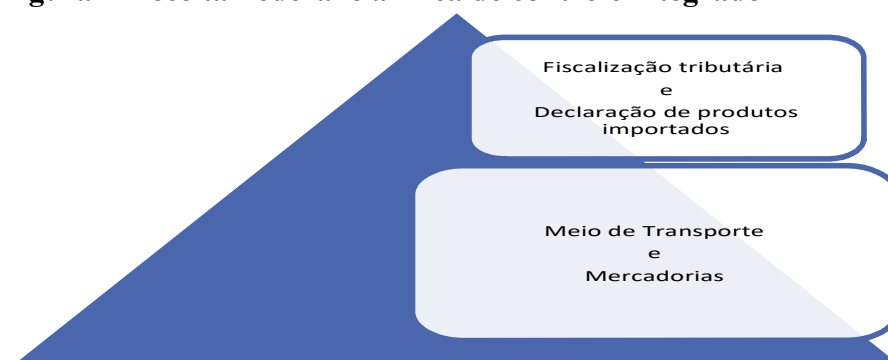 Fiscalização tributária
e
Declaração de produtos
importados
Meio de Transporte
e
Mercadorias